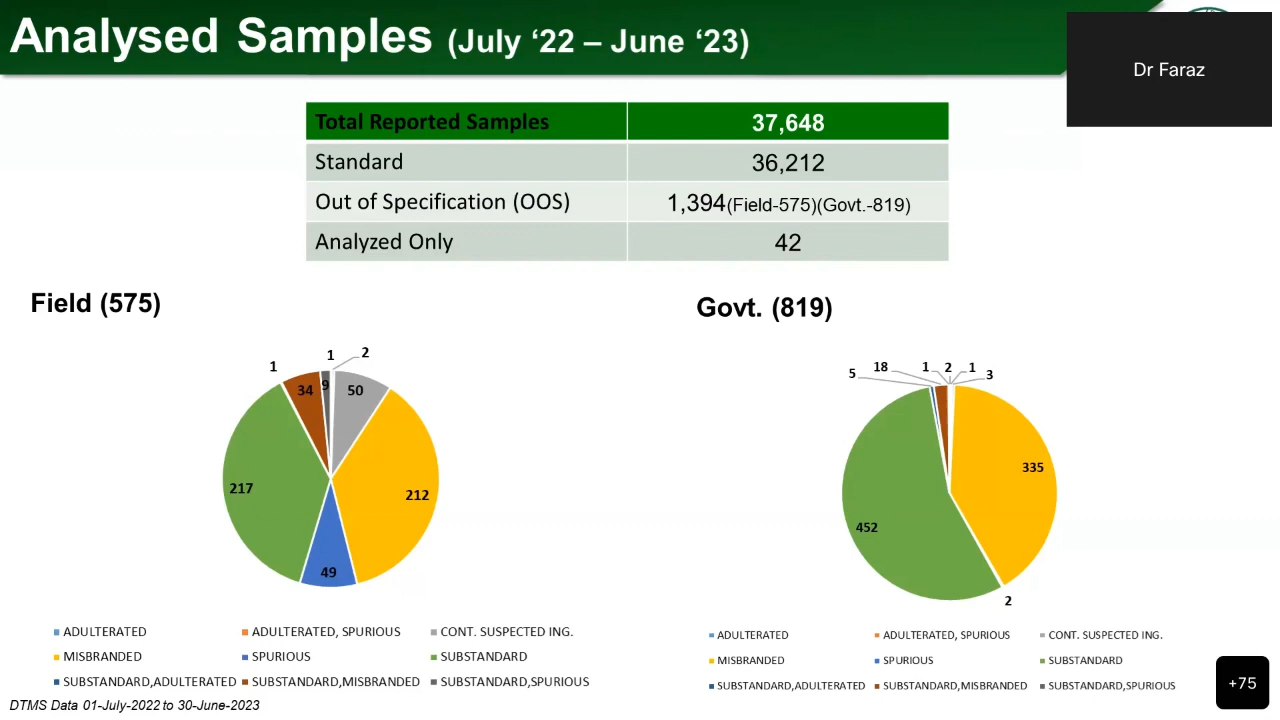 Analysed Samples (July ‘22 – June ‘23)
Dr Faraz
Total Reported Samples 37,648
Standard 36,212
Out of Specification (OOS) 1,394(Field-575)(Govt.-819)
Analyzed Only 42
Field (575)
Govt. (819)
1 2
1
34 9 50
217
212
49
5 18 1 2 1 3
335
452
2
ADULTERATED ADULTERATED, SPURIOUS CONT. SUSPECTED ING.
MISBRANDED SPURIOUS SUBSTANDARD
SUBSTANDARD,ADULTERATED SUBSTANDARD,MISBRANDED SUBSTANDARD,SPURIOUS
ADULTERATED ADULTERATED, SPURIOUS CONT. SUSPECTED ING.
MISBRANDED SPURIOUS SUBSTANDARD
SUBSTANDARD,ADULTERATED SUBSTANDARD,MISBRANDED SUBSTANDARD,SPURIOUS
DTMS Data 01-July-2022 to 30-June-2023
+75